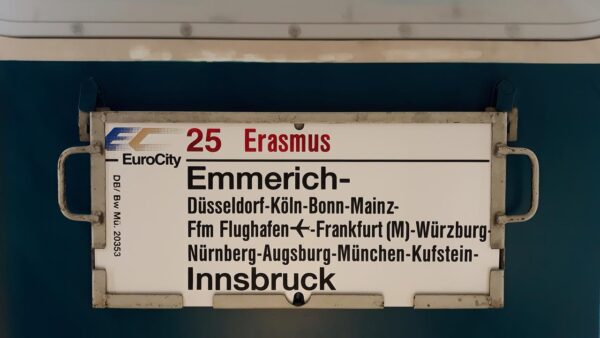 EC 25 Erasmus
EuroCity
Emmerich-
Düsseldorf-Köln-Bonn-Mainz-
Ffm Flughafen✈-Frankfurt (M)-Würzburg-
Nürnberg-Augsburg-München-Kufstein-
Innsbruck
DB/ Bw Mü. 20353